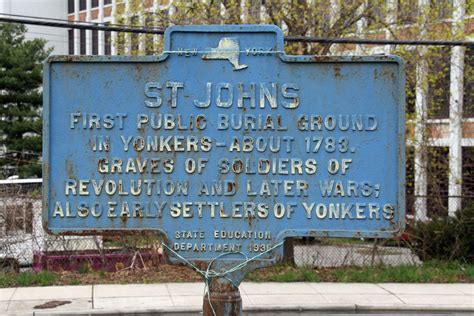 NEW YORK
ST. JOHNS
FIRST PUBLIC BURIAL GROUND
IN YONKERS-ABOUT 1783.
GRAVES OF SOLDIERS OF
REVOLUTION AND LATER WARS;
ALSO EARLY SETTLERS OF YONKERS
STATE EDUCATION
DEPARTMENT 1935